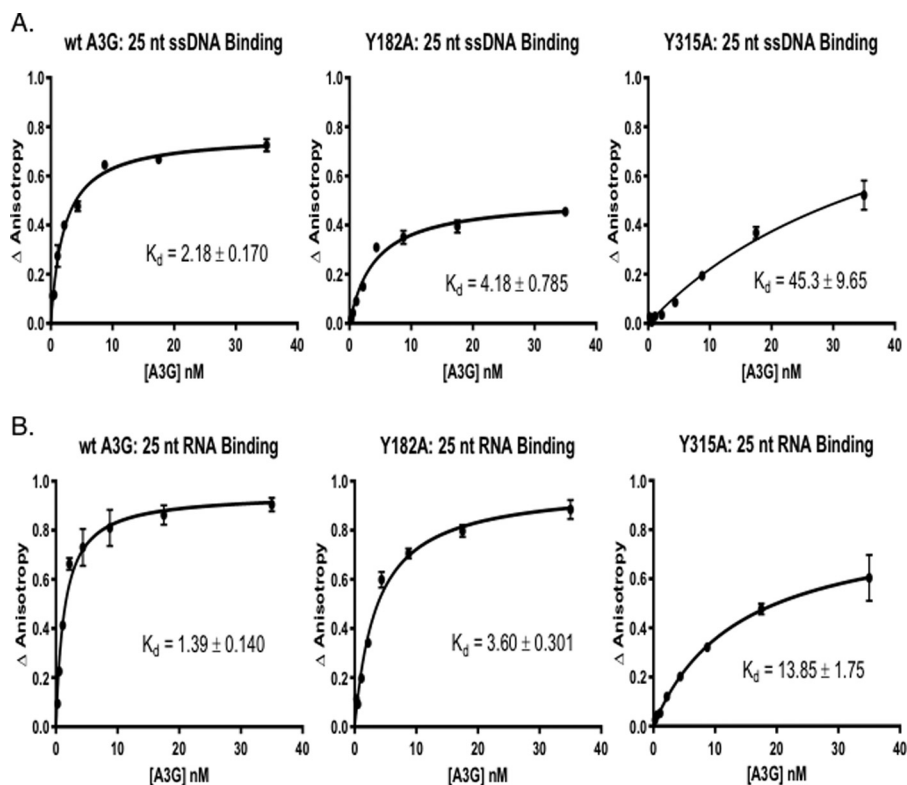 A.
wt A3G: 25 nt ssDNA Binding
Y182A: 25 nt ssDNA Binding
Y315A: 25 nt ssDNA Binding
Δ Anisotropy
1.0
0.8
0.6
0.4
0.2
0.0
Kd = 2.18 ± 0.170
0 10 20 30 40
[A3G] nM
Δ Anisotropy
1.0
0.8
0.6
0.4
0.2
0.0
Kd = 4.18 ± 0.785
0 10 20 30 40
[A3G] nM
Δ Anisotropy
1.0
0.8
0.6
0.4
0.2
0.0
Kd = 45.3 ± 9.65
0 10 20 30 40
[A3G] nM
B.
wt A3G: 25 nt RNA Binding
Y182A: 25 nt RNA Binding
Y315A: 25 nt RNA Binding
Δ Anisotropy
1.0
0.8
0.6
0.4
0.2
0.0
Kd = 1.39 ± 0.140
0 10 20 30 40
[A3G] nM
Δ Anisotropy
1.0
0.8
0.6
0.4
0.2
0.0
Kd = 3.60 ± 0.301
0 10 20 30 40
[A3G] nM
Δ Anisotropy
1.0
0.8
0.6
0.4
0.2
0.0
Kd = 13.85 ± 1.75
0 10 20 30 40
[A3G] nM